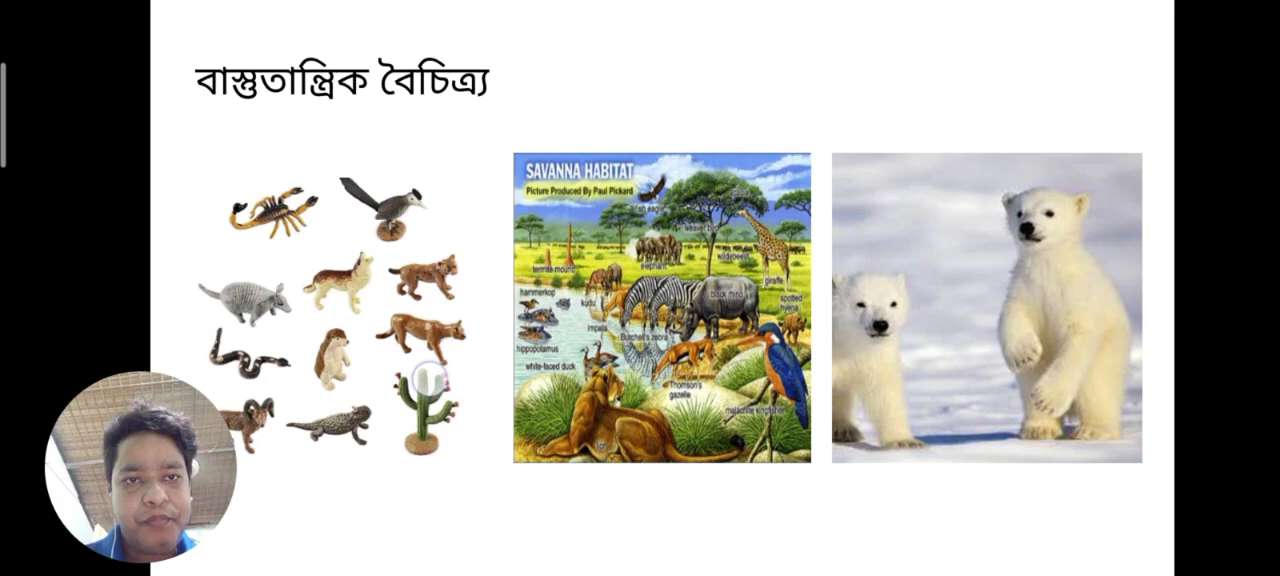 বাস্তুতান্ত্রিক বৈচিত্র্য
SAVANNA HABITAT
Picture Produced By Paul Pickard
fish eagle
weaver bird
termite mound
elephant
wildebeest
giraffe
hammerkop
kudu
black rhino
spotted
hyena
impala
Burchell's zebra
hippopotamus
white-faced duck
Thomson's
gazelle
malachite kingfisher